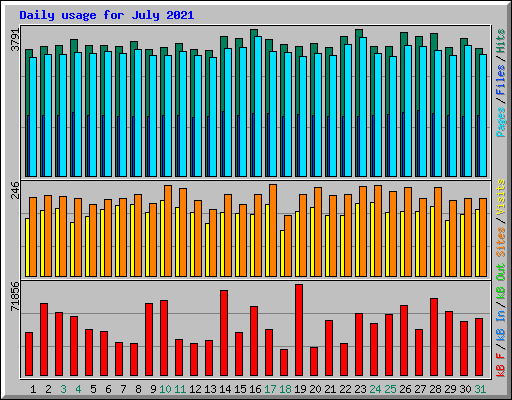 Daily usage for July 2021
3791
246
71856
Pages / Files / Hits
Sites / Visits
kB F / kB In / kB Out
1 2 3 4 5 6 7 8 9 10 11 12 13 14 15 16 17 18 19 20 21 22 23 24 25 26 27 28 29 30 31